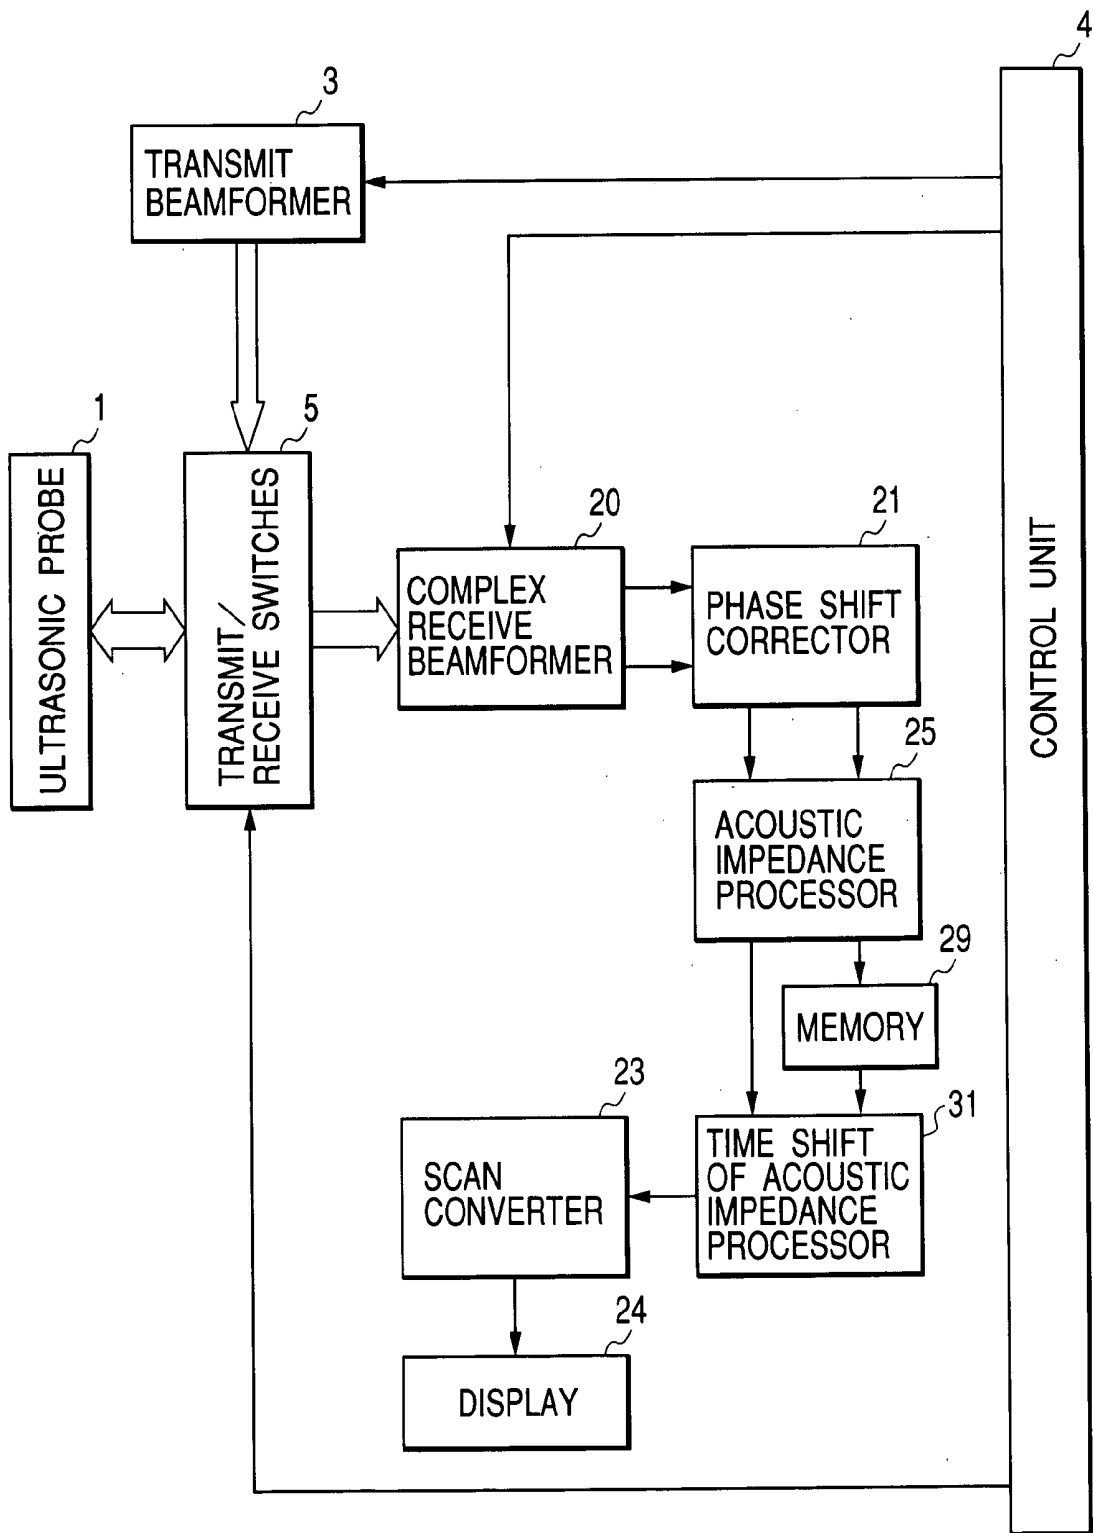 4
3
TRANSMIT
BEAMFORMER
1
ULTRASONIC PROBE
5
TRANSMIT/
RECEIVE SWITCHES
20
COMPLEX
RECEIVE
BEAMFORMER
21
PHASE SHIFT
CORRECTOR
CONTROL UNIT
25
ACOUSTIC
IMPEDANCE
PROCESSOR
29
MEMORY
23
SCAN
CONVERTER
31
TIME SHIFT
OF ACOUSTIC
IMPEDANCE
PROCESSOR
24
DISPLAY